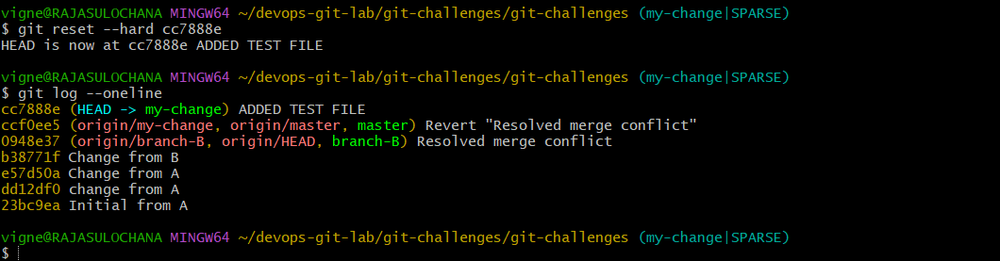 vigne@RAJASULOCHANA MINGW64 ~/devops-git-lab/git-challenges/git-challenges (my-change|SPARSE)
$ git reset --hard cc7888e
HEAD is now at cc7888e ADDED TEST FILE
vigne@RAJASULOCHANA MINGW64 ~/devops-git-lab/git-challenges/git-challenges (my-change|SPARSE)
$ git log --oneline
cc7888e (HEAD -> my-change) ADDED TEST FILE
ccf0ee5 (origin/my-change, origin/master, master) Revert "Resolved merge conflict"
0948e37 (origin/branch-B, origin/HEAD, branch-B) Resolved merge conflict
b38771f Change from B
e57d50a Change from A
dd12df0 change from A
23bc9ea Initial from A
vigne@RAJASULOCHANA MINGW64 ~/devops-git-lab/git-challenges/git-challenges (my-change|SPARSE)
$